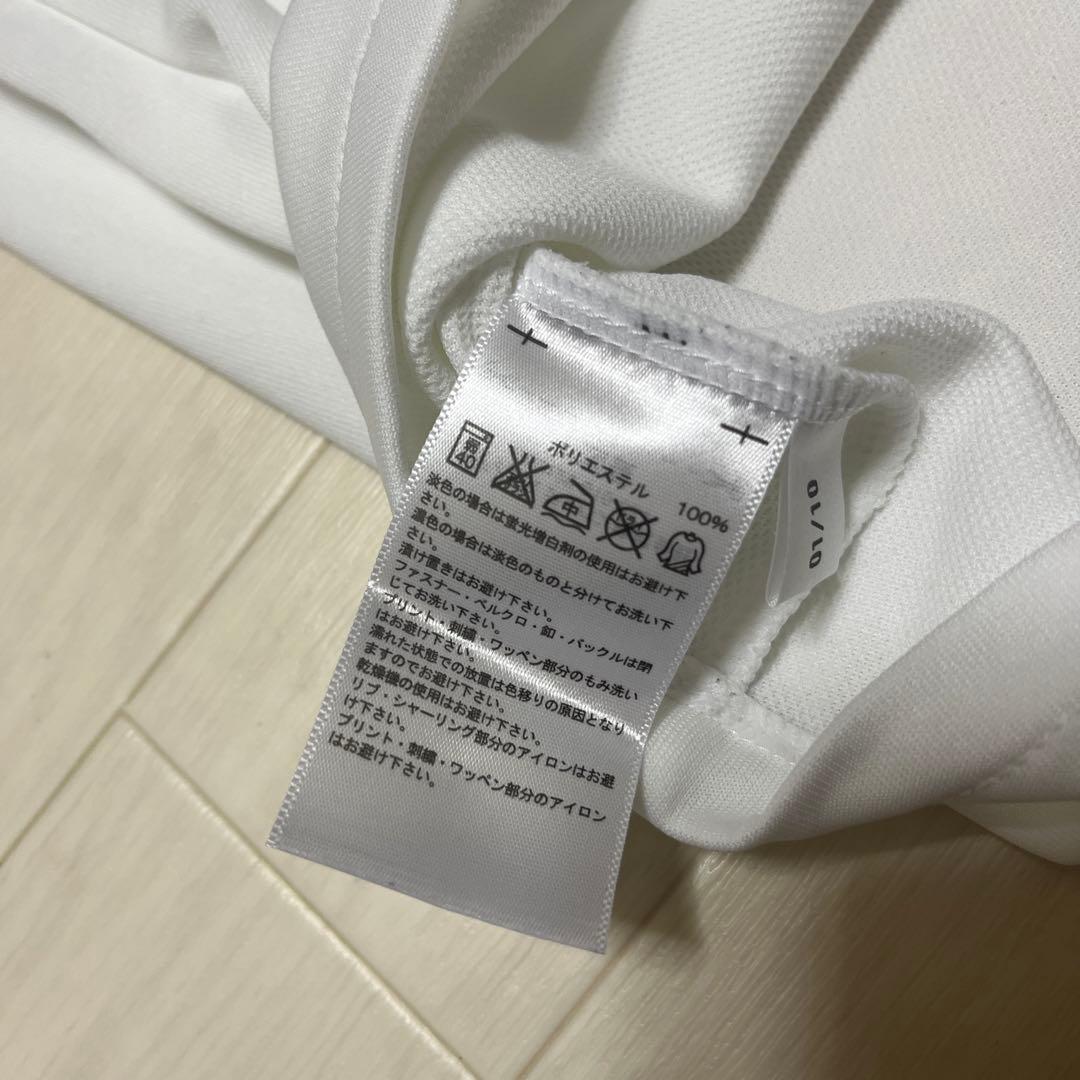 ポリエステル 100%
限 40
中
淡色の場合は蛍光増白剤の使用はお避け下
さい。
濃色の場合は淡色のものと分けてお洗い下
さい。
漬け置きはお避け下さい。
ファスナー・ベルクロ・釦・バックルは閉
じてお洗い下さい。
プリント・刺繍・ワッペン部分のもみ洗い
はお避け下さい。
濡れた状態での放置は色移りの原因となり
ますのでお避け下さい。
乾燥機の使用はお避け下さい。
リブ・シャーリング部分のアイロンはお避
け下さい。
プリント・刺繍・ワッペン部分のアイロン
はお避け下さい。
01/10